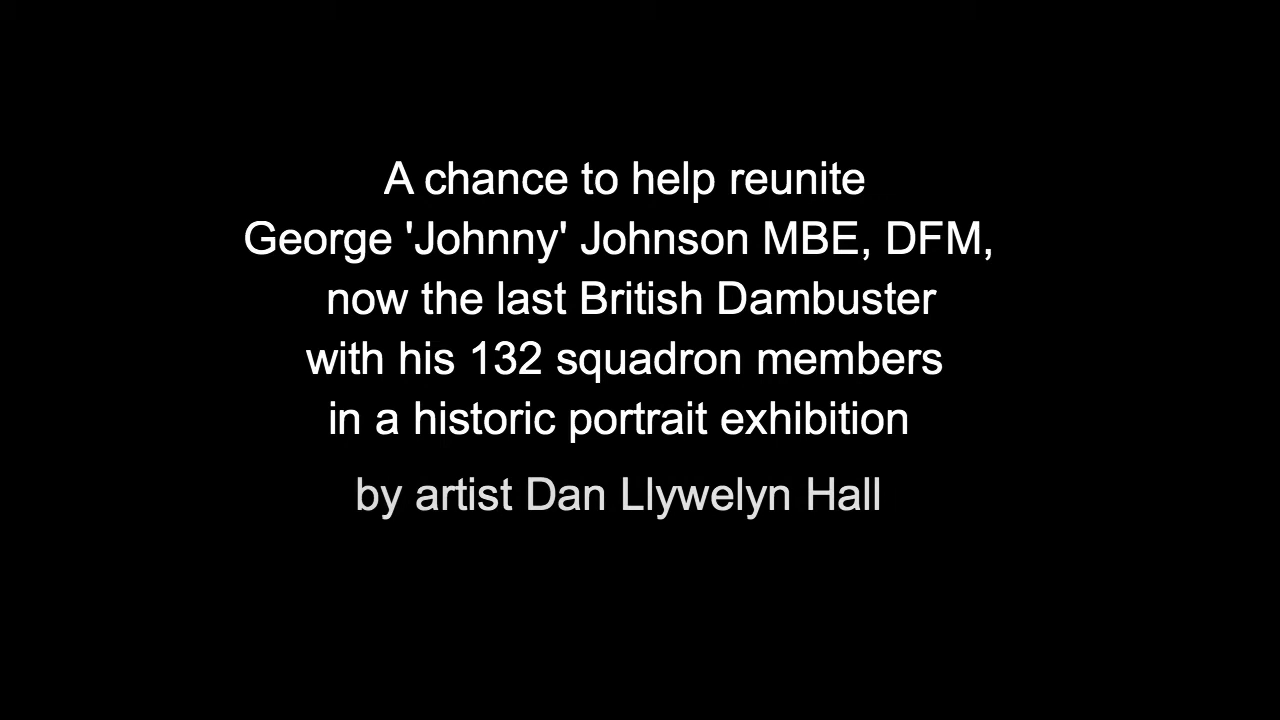 A chance to help reunite
George 'Johnny' Johnson MBE, DFM,
now the last British Dambuster
with his 132 squadron members
in a historic portrait exhibition
by artist Dan Llywelyn Hall